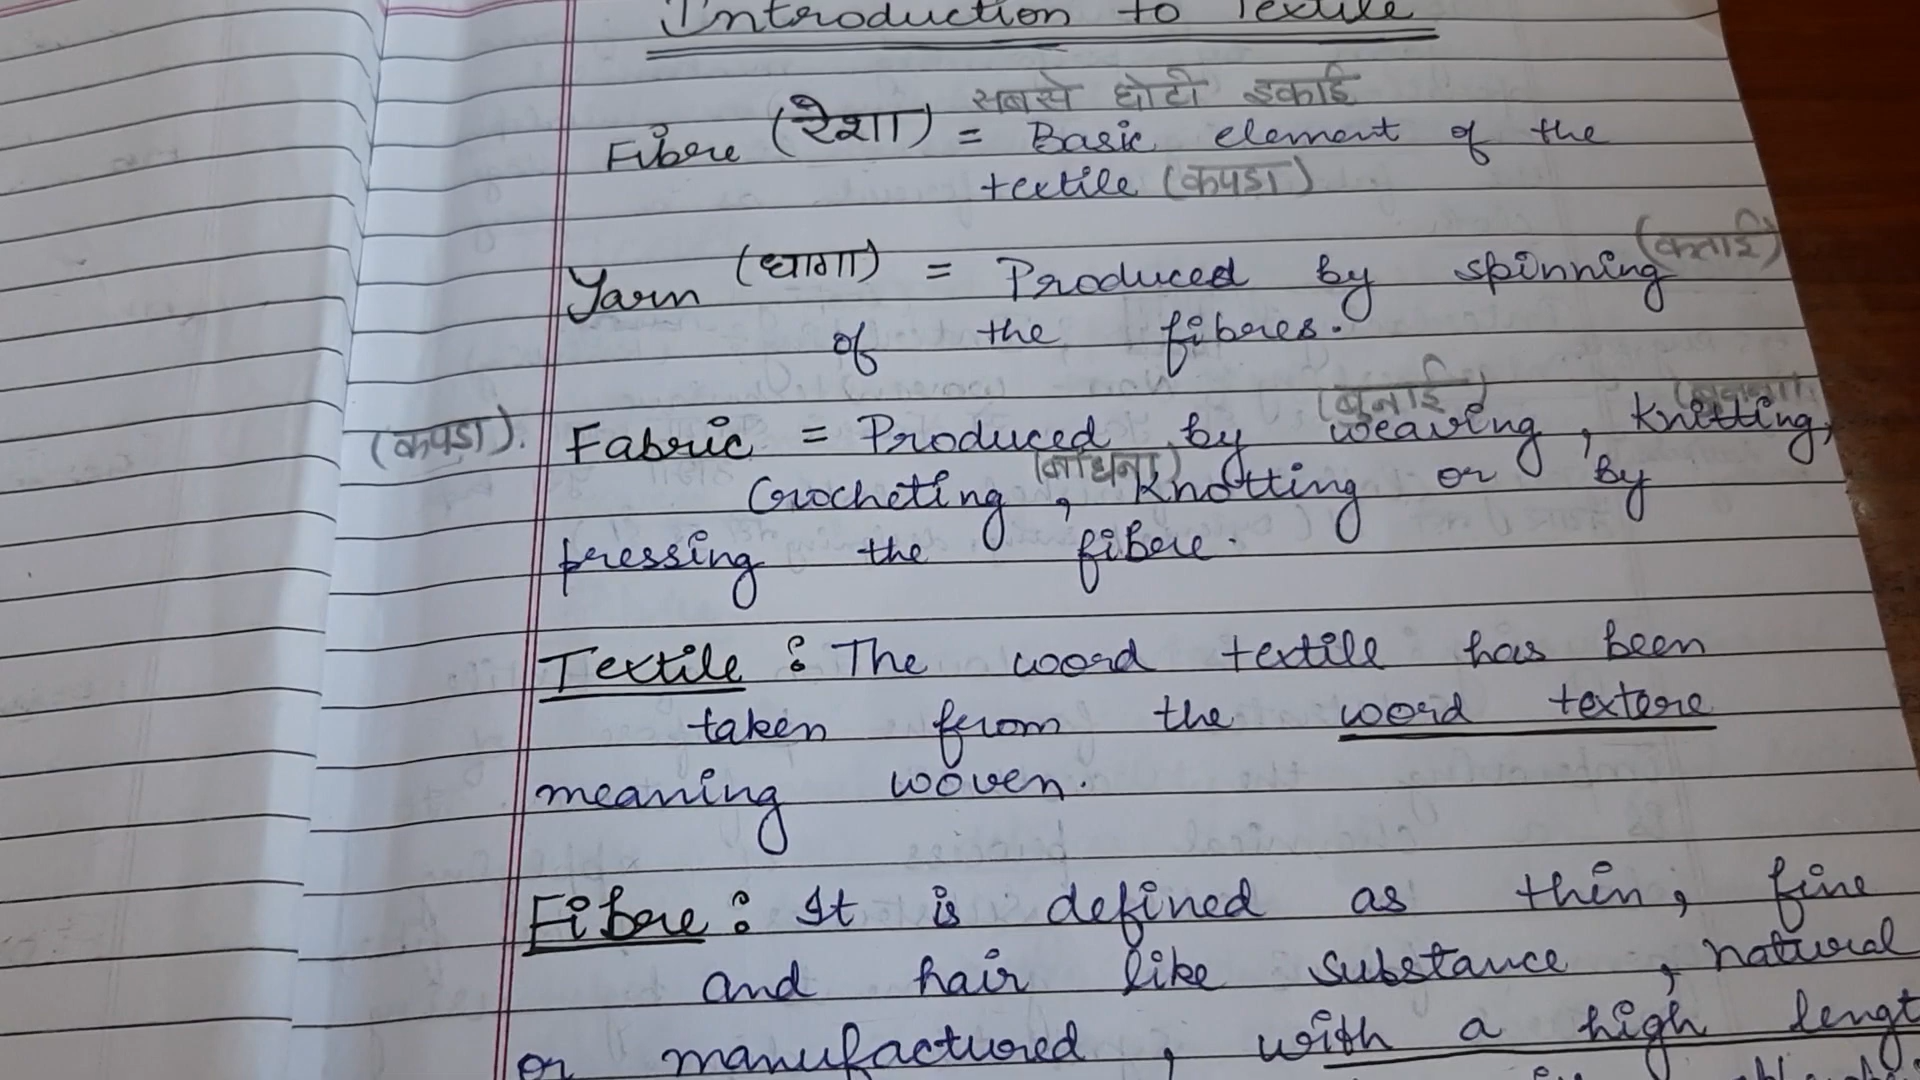 Introduction to Textile
सबसे छोटी इकाई
Fibre (रेशा) = Basic element of the
textile (कपडा)
(कताई)
Yarn (धागा) = Produced by spinning
of the fibres.
(बुनाई)
(कपडा). Fabric = Produced by weaving, Knitting,
(बांधना)
Crocheting, Knotting or by
pressing the fibre.
Textile : The word textile has been
taken from the word textere
meaning woven.
Fibre : It is defined as thin, fine
and hair like substance, natural
or manufactured, with a high lengt